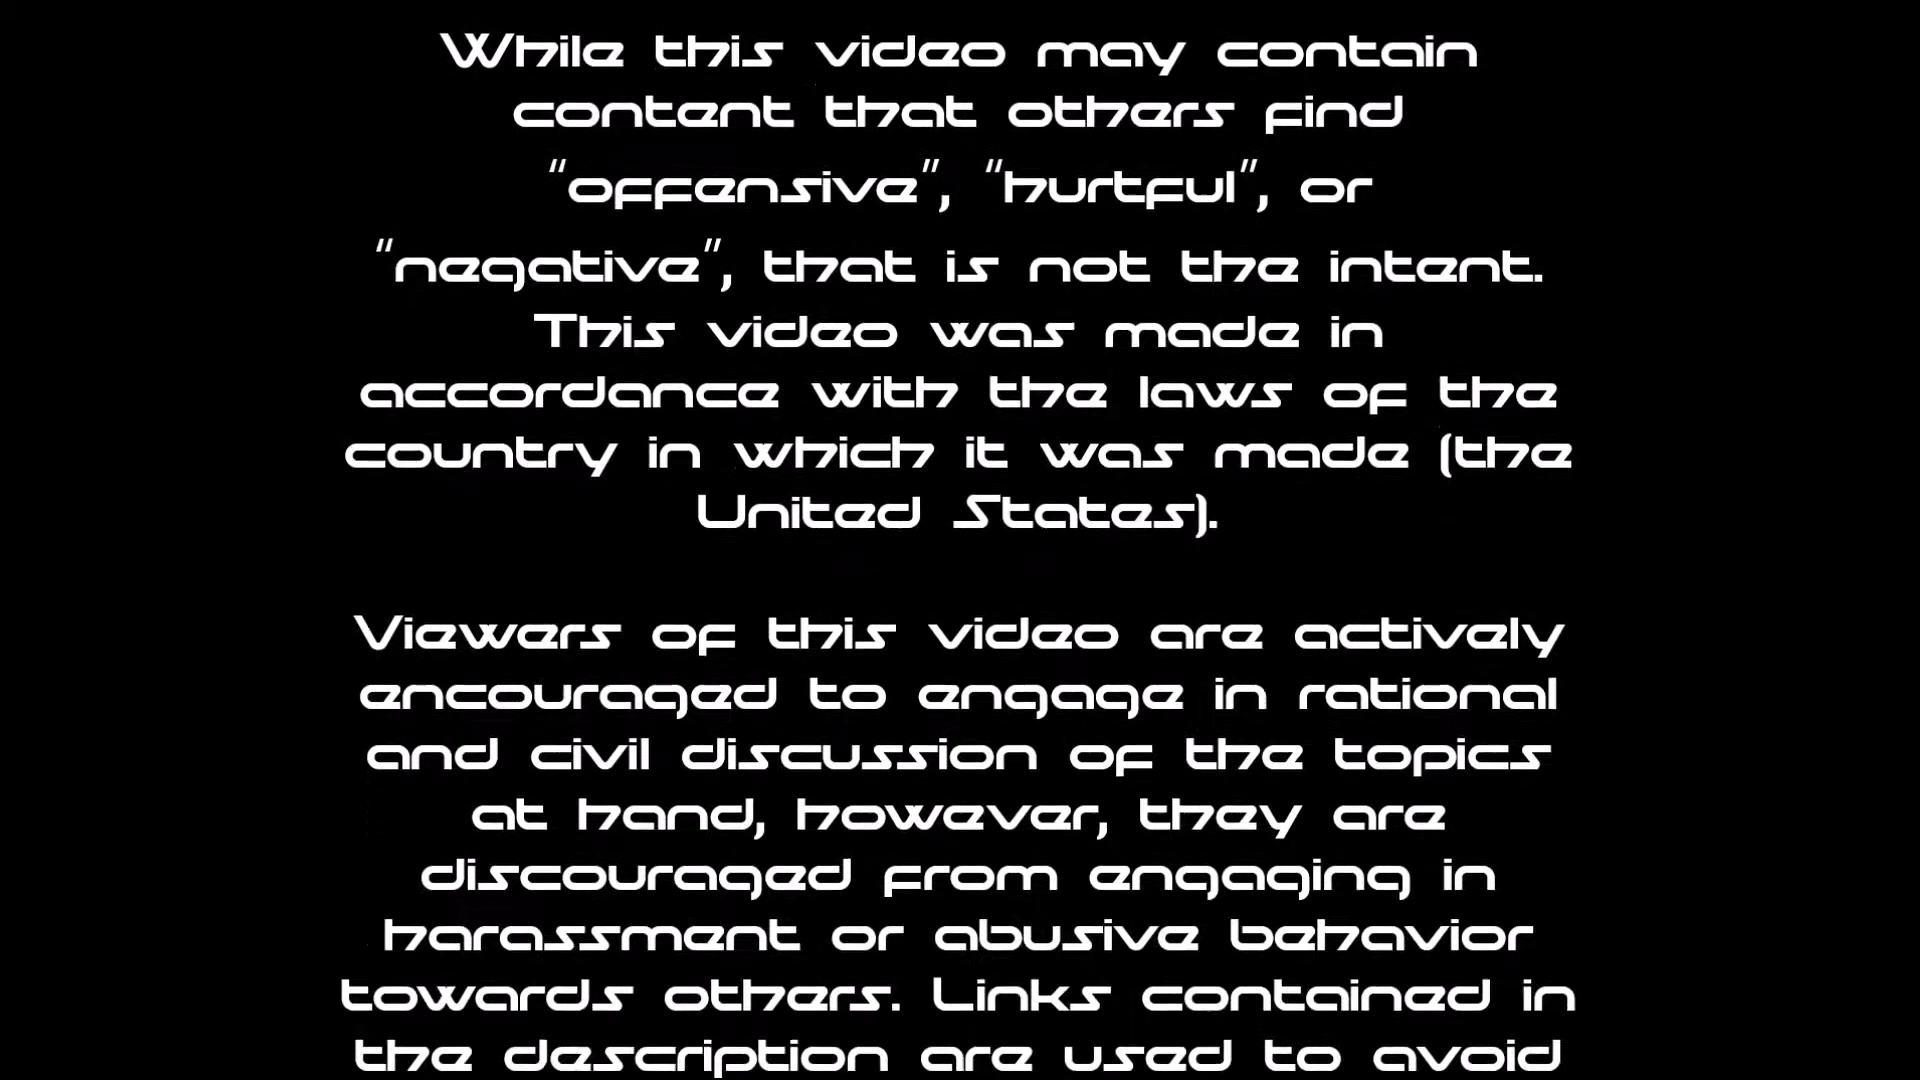 While this video may contain
content that others find
“offensive”, “hurtful”, or
“negative”, that is not the intent.
This video was made in
accordance with the laws of the
country in which it was made (the
United States).
Viewers of this video are actively
encouraged to engage in rational
and civil discussion of the topics
at hand, however, they are
discouraged from engaging in
harassment or abusive behavior
towards others. Links contained in
the description are used to avoid